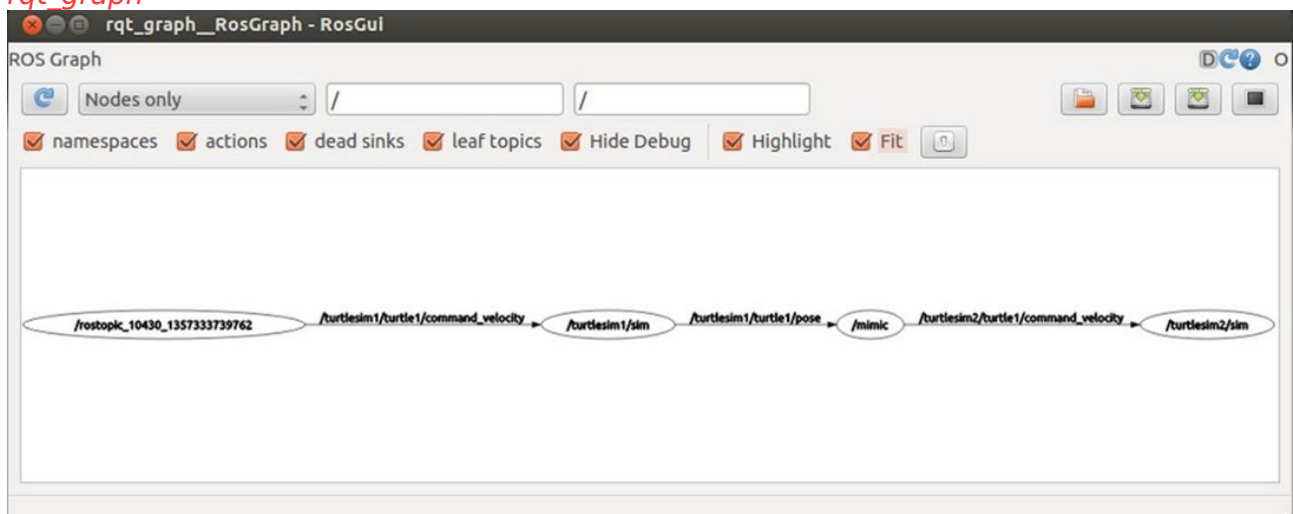 rqt_graph
rqt_graph__RosGraph - RosGui
ROS Graph
D C ? O
Nodes only / /
namespaces actions dead sinks leaf topics Hide Debug Highlight Fit
/rostopic_10430_1357333739762 /turtlesim1/turtle1/command_velocity /turtlesim1/sim /turtlesim1/turtle1/pose /mimic /turtlesim2/turtle1/command_velocity /turtlesim2/sim